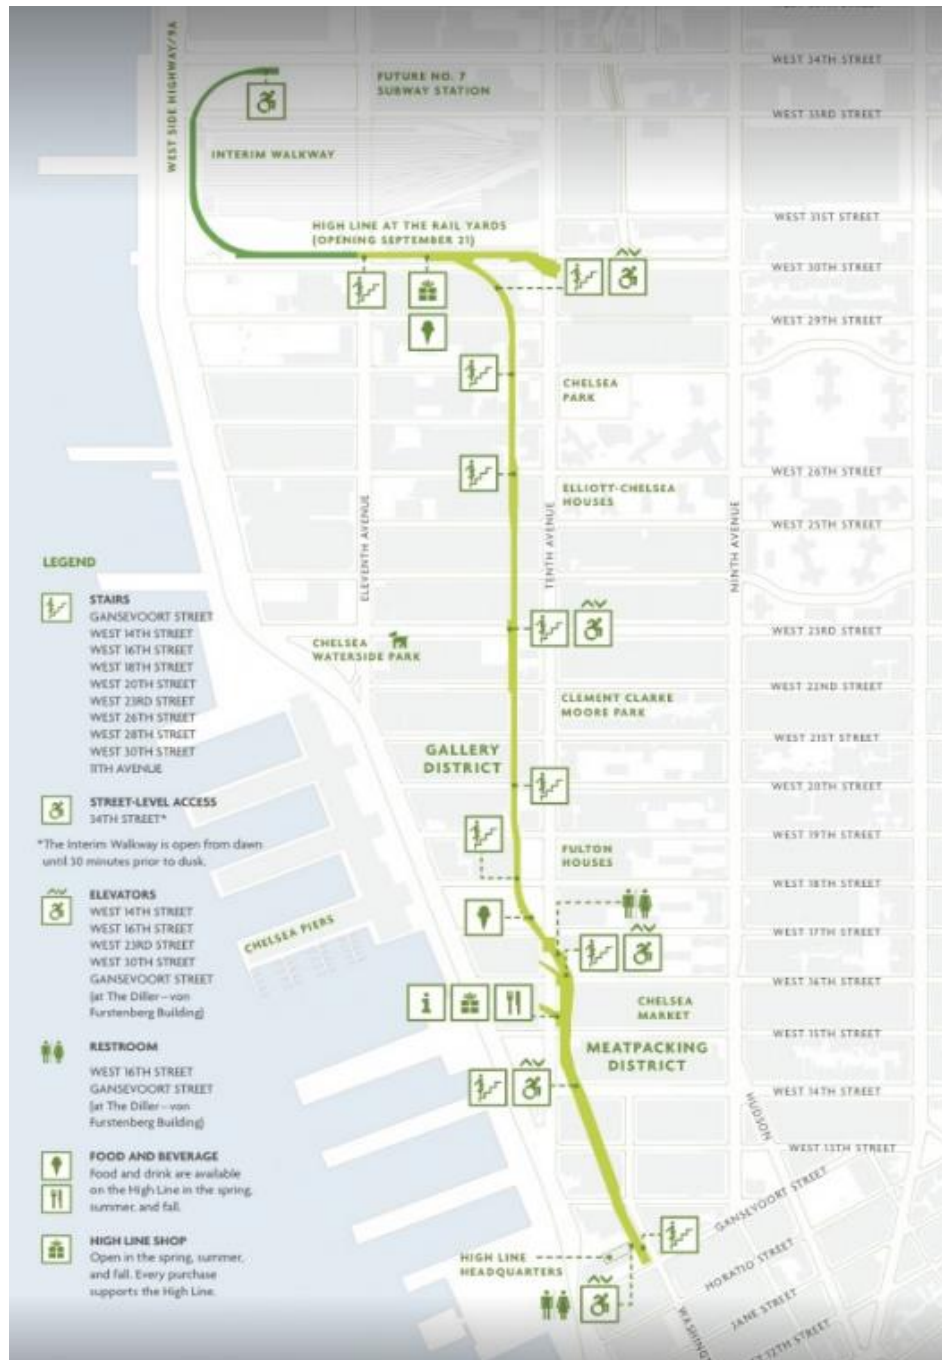 WEST SIDE HIGHWAY/9A
WEST 34TH STREET
FUTURE NO. 7
SUBWAY STATION
WEST 33RD STREET
INTERIM WALKWAY
WEST 31ST STREET
HIGH LINE AT THE RAIL YARDS
(OPENING SEPTEMBER 21)
WEST 30TH STREET
WEST 29TH STREET
CHELSEA
PARK
WEST 26TH STREET
ELLIOTT-CHELSEA
HOUSES
WEST 25TH STREET
ELEVENTH AVENUE
TENTH AVENUE
NINTH AVENUE
WEST 23RD STREET
CHELSEA
WATERSIDE PARK
WEST 22ND STREET
CLEMENT CLARKE
MOORE PARK
WEST 21ST STREET
GALLERY
DISTRICT
WEST 20TH STREET
WEST 19TH STREET
FULTON
HOUSES
WEST 18TH STREET
CHELSEA PIERS
WEST 17TH STREET
WEST 16TH STREET
i
CHELSEA
MARKET
WEST 15TH STREET
MEATPACKING
DISTRICT
WEST 14TH STREET
HUDSON
WEST 13TH STREET
GANSEVOORT STREET
HIGH LINE
HEADQUARTERS
HORATIO STREET
JANE STREET
12TH STREET
LEGEND
STAIRS
GANSEVOORT STREET
WEST 14TH STREET
WEST 16TH STREET
WEST 18TH STREET
WEST 20TH STREET
WEST 23RD STREET
WEST 26TH STREET
WEST 28TH STREET
WEST 30TH STREET
11TH AVENUE
STREET-LEVEL ACCESS
34TH STREET*
*The Interim Walkway is open from dawn
until 30 minutes prior to dusk.
ELEVATORS
WEST 14TH STREET
WEST 16TH STREET
WEST 23RD STREET
WEST 30TH STREET
GANSEVOORT STREET
(at The Diller – von
Furstenberg Building)
RESTROOM
WEST 16TH STREET
GANSEVOORT STREET
(at The Diller – von
Furstenberg Building)
FOOD AND BEVERAGE
Food and drink are available
on the High Line in the spring,
summer, and fall.
HIGH LINE SHOP
Open in the spring, summer,
and fall. Every purchase
supports the High Line.